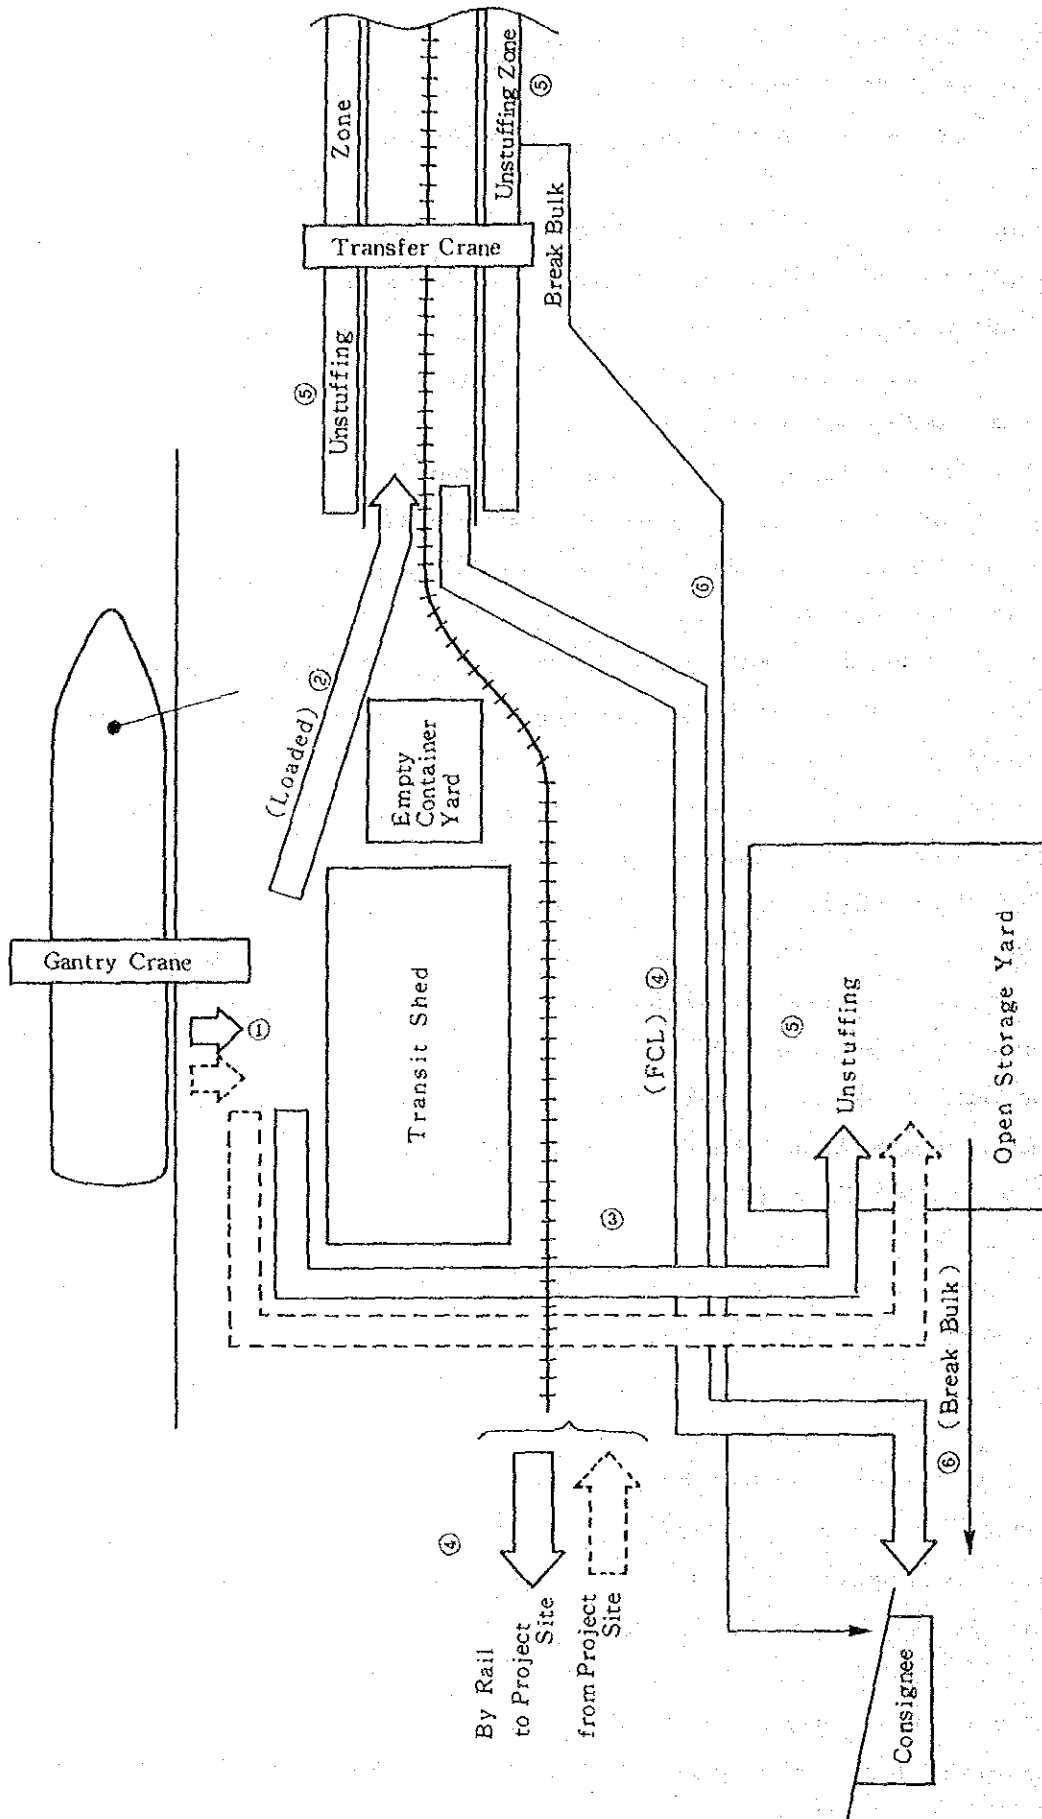 Zone
Unstuffing Zone
⑤
Transfer Crane
Break Bulk
⑤
Unstuffing
⑥
(Loaded) ②
Empty
Container
Yard
Gantry Crane
①
Transit Shed
(FCL) ④
⑤
Unstuffing
Open Storage Yard
③
⑥ (Break Bulk)
④
By Rail
to Project
Site
from Project
Site
Consignee